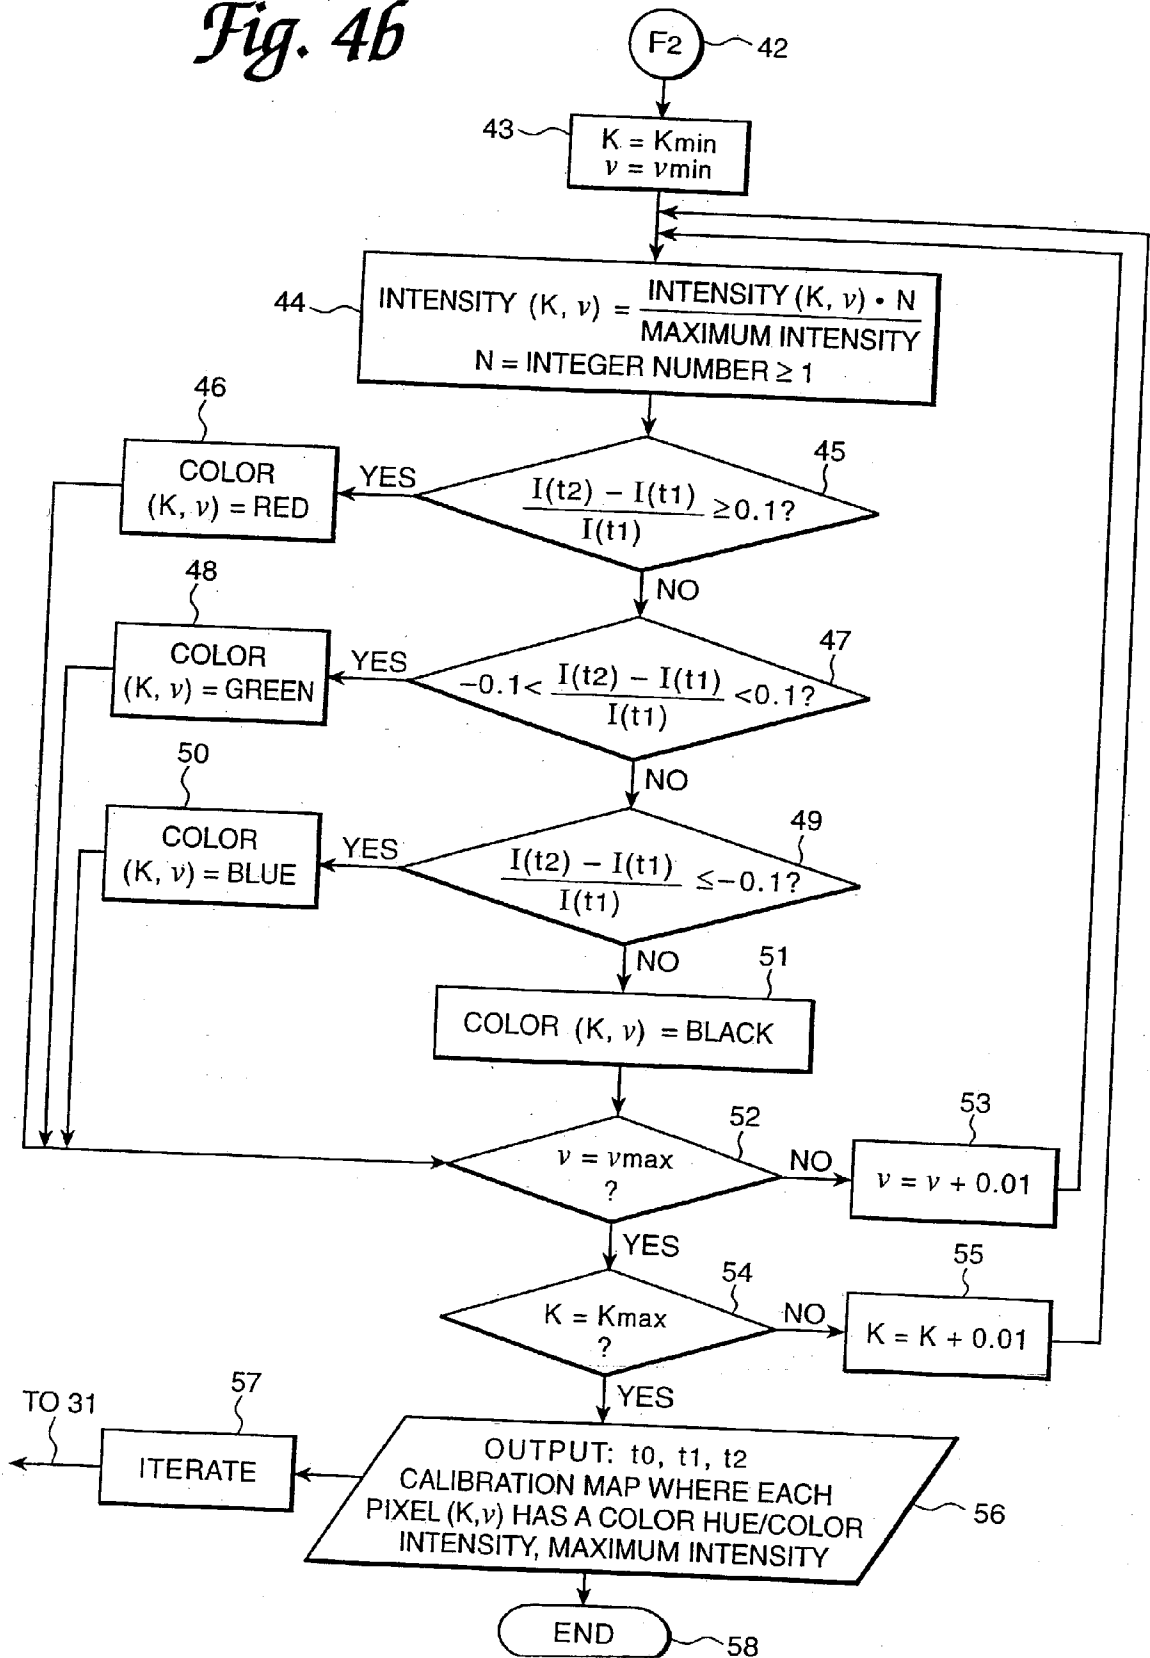 Fig. 4b
F2
42
43
K = Kmin
ν = νmin
44
INTENSITY (K, ν) = INTENSITY (K, ν) • N
MAXIMUM INTENSITY
N = INTEGER NUMBER ≥ 1
46
COLOR
(K, ν) = RED
YES
45
I(t2) − I(t1)
I(t1)
≥0.1?
NO
48
COLOR
(K, ν) = GREEN
YES
47
−0.1< I(t2) − I(t1) <0.1?
I(t1)
NO
50
COLOR
(K, ν) = BLUE
YES
49
I(t2) − I(t1)
I(t1)
≤−0.1?
NO
51
COLOR (K, ν) = BLACK
52
ν = νmax
?
NO
53
ν = ν + 0.01
YES
54
K = Kmax
?
NO
55
K = K + 0.01
YES
TO 31
57
ITERATE
OUTPUT: t0, t1, t2
CALIBRATION MAP WHERE EACH
PIXEL (K,ν) HAS A COLOR HUE/COLOR
INTENSITY, MAXIMUM INTENSITY
56
END
58